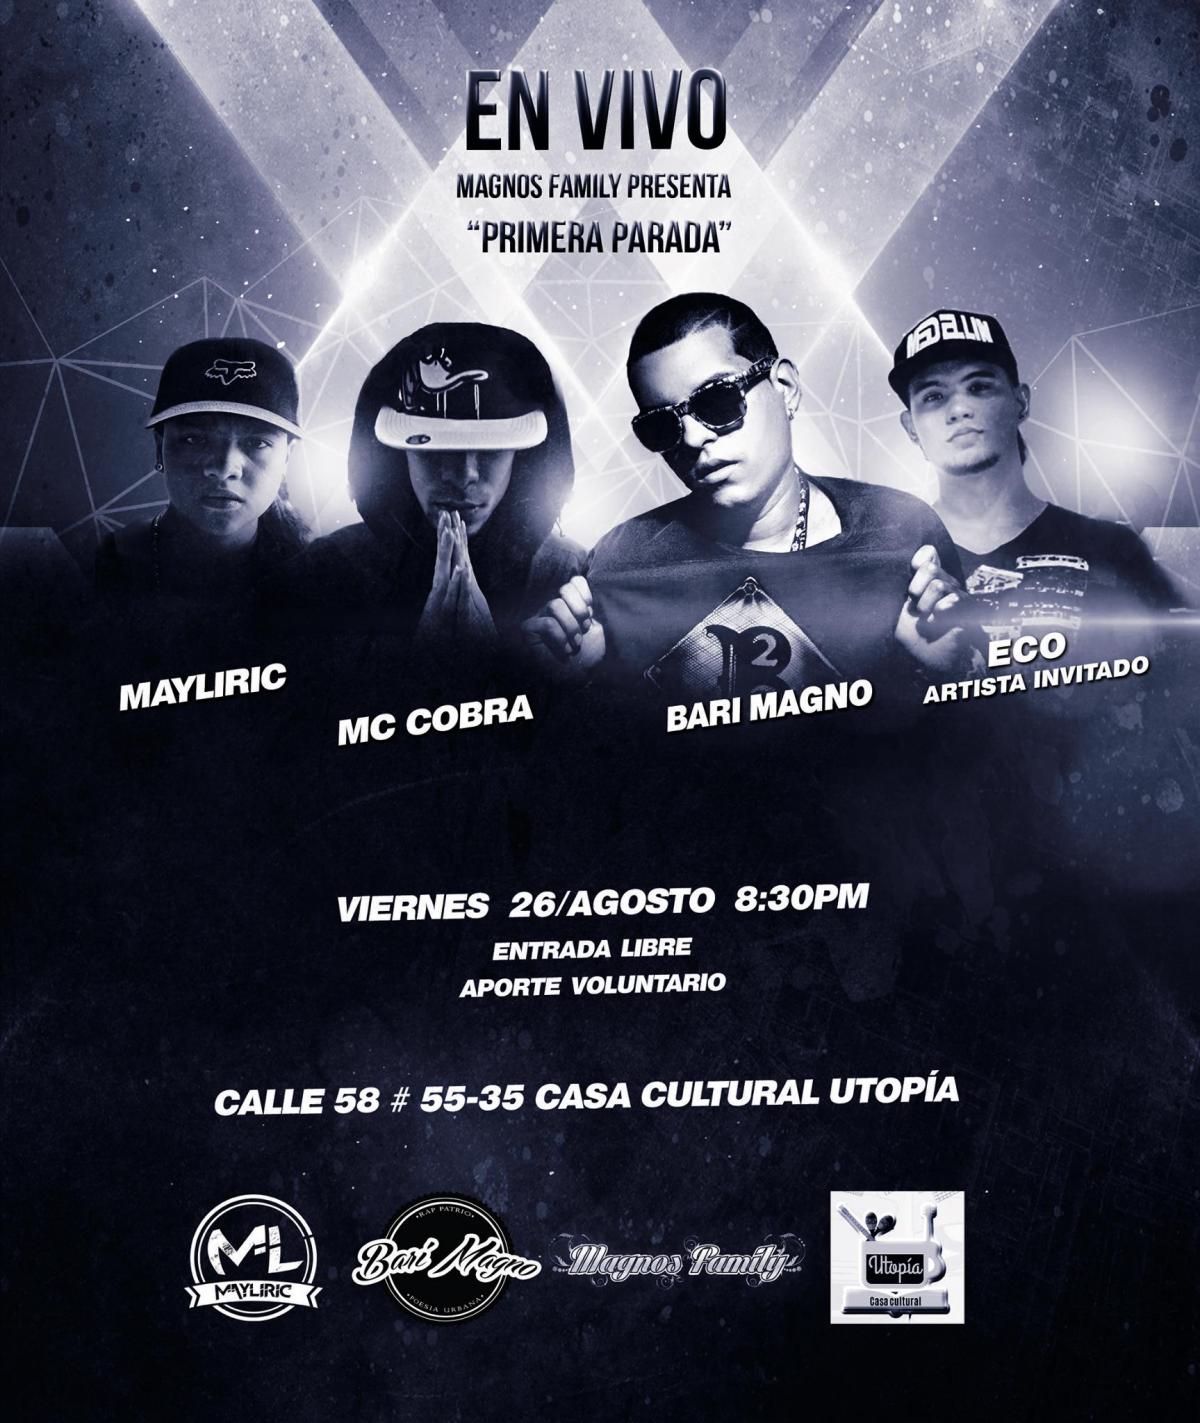 EN VIVO
MAGNOS FAMILY PRESENTA
“PRIMERA PARADA”
MEDELLIN
B2
MAYLIRIC
MC COBRA
BARI MAGNO
ECO
ARTISTA INVITADO
VIERNES 26/AGOSTO 8:30PM
ENTRADA LIBRE
APORTE VOLUNTARIO
CALLE 58 # 55-35 CASA CULTURAL UTOPÍA
M-L
MAYLIRIC
·RAP PATRIO·
Bari Magno
·POESIA URBANA·
Magnos Family
Utopía
Casa cultural